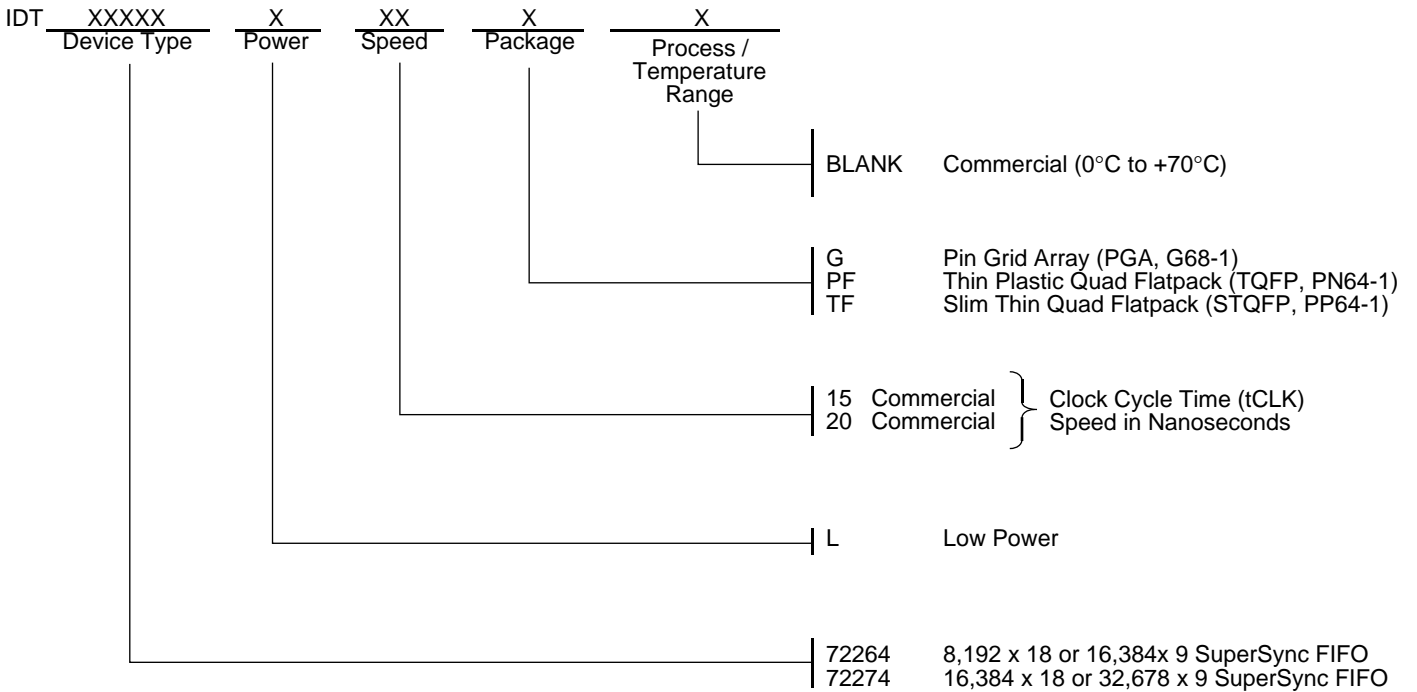 IDT XXXXX X XX X X
Device Type Power Speed Package Process / Temperature Range
BLANK Commercial (0°C to +70°C)
G Pin Grid Array (PGA, G68-1)
PF Thin Plastic Quad Flatpack (TQFP, PN64-1)
TF Slim Thin Quad Flatpack (STQFP, PP64-1)
15 Commercial Clock Cycle Time (tCLK)
20 Commercial Speed in Nanoseconds
L Low Power
72264 8,192 x 18 or 16,384x 9 SuperSync FIFO
72274 16,384 x 18 or 32,678 x 9 SuperSync FIFO